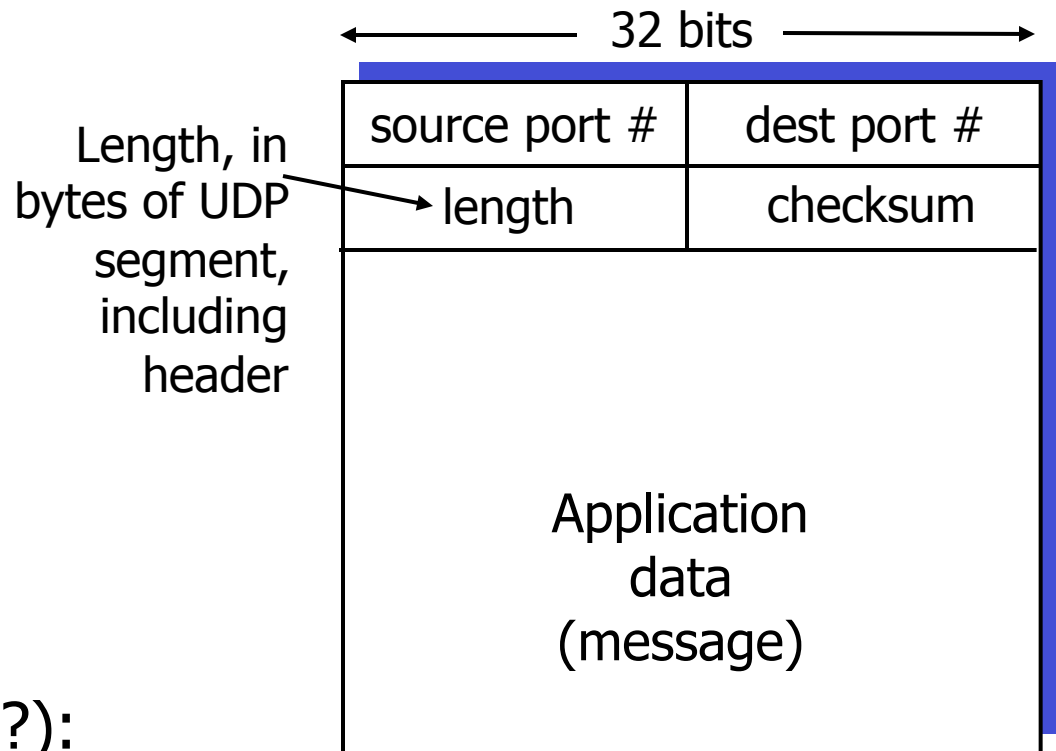 32 bits
source port #
dest port #
Length, in
bytes of UDP
segment,
including
header
length
checksum
Application
data
(message)
?):